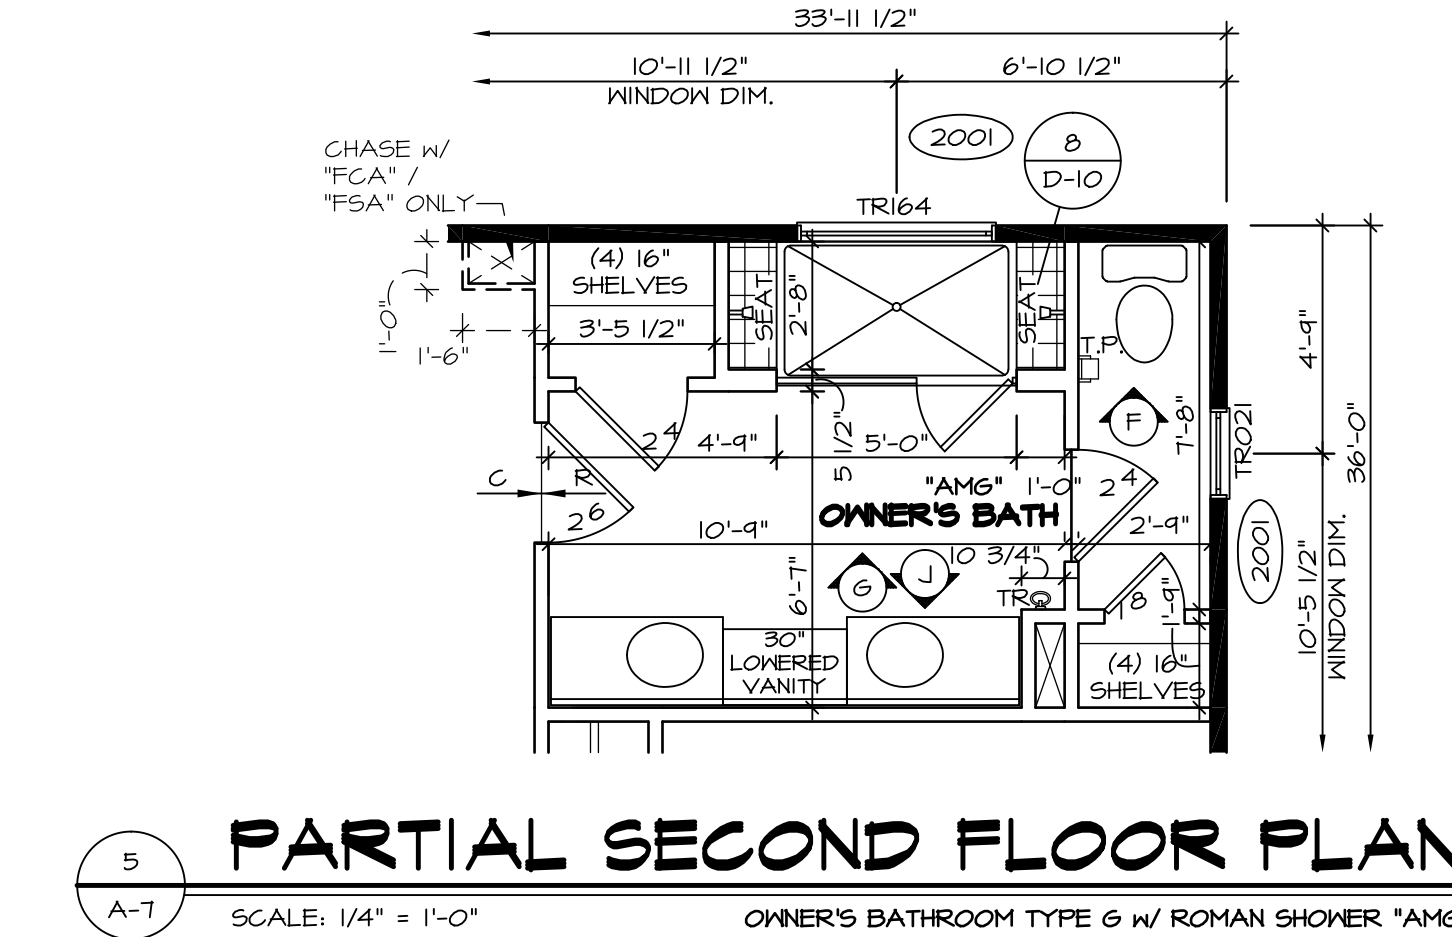 33'-11 1/2"
10'-11 1/2"
6'-10 1/2"
WINDOW DIM.
2001
8
D-10
CHASE W/
"FCA" /
"FSA" ONLY
TR164
(4) 16"
SHELVES
SEAT
2'-8"
SEAT
1'-0"
1'-6"
3'-5 1/2"
T.P.
4'-9"
F
7'-8"
TR021
36'-0"
2 4
4'-9"
5 1/2"
5'-0"
C
R
"AMG"
1'-0"
2 4
2 6
OWNER'S BATH
10'-9"
2'-9"
2001
10 3/4"
G
J
6'-7"
TR
1 8
1'-9"
10'-5 1/2"
WINDOW DIM.
30"
LOWERED
VANITY
(4) 16"
SHELVES
5
A-7
PARTIAL SECOND FLOOR PLAN
SCALE: 1/4" = 1'-0"
OWNER'S BATHROOM TYPE G W/ ROMAN SHOWER "AMG